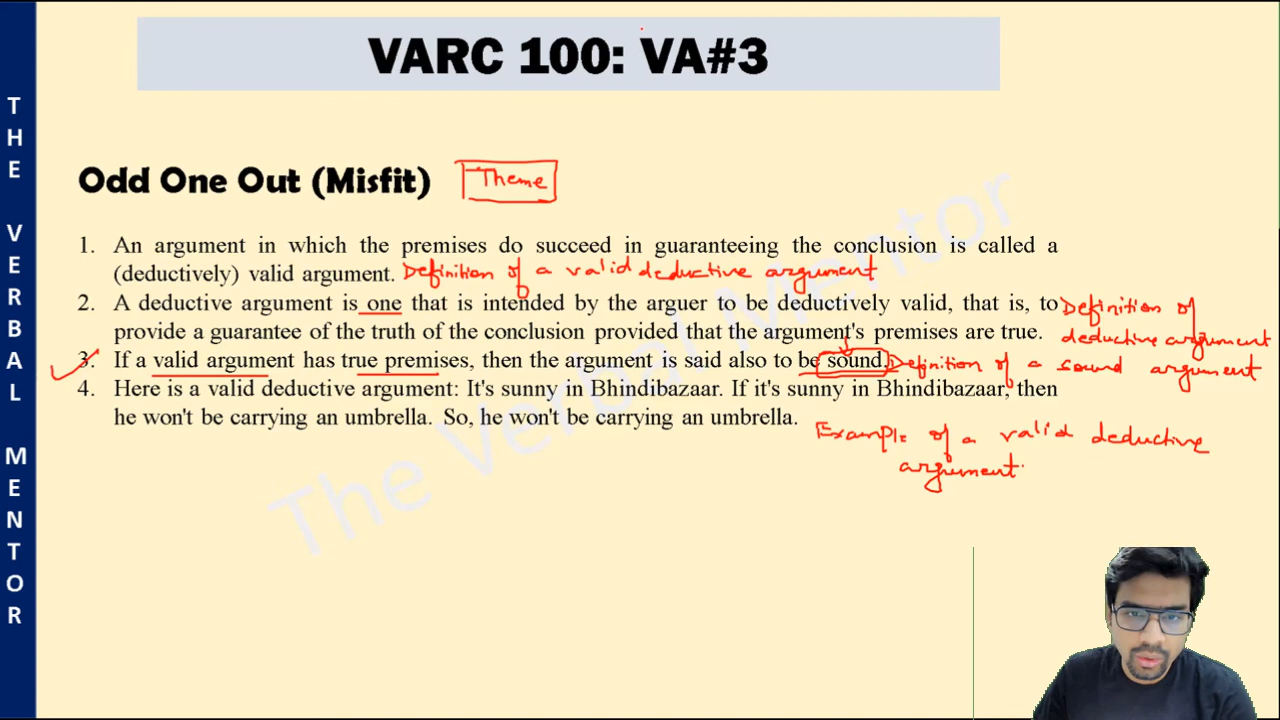 VARC 100: VA#3
THE VERBAL MENTOR
Odd One Out (Misfit) Theme
1. An argument in which the premises do succeed in guaranteeing the conclusion is called a
(deductively) valid argument. Definition of a valid deductive argument
2. A deductive argument is one that is intended by the arguer to be deductively valid, that is, to
provide a guarantee of the truth of the conclusion provided that the argument's premises are true.
Definition of
deductive argument
3. If a valid argument has true premises, then the argument is said also to be sound. Definition of a sound argument
4. Here is a valid deductive argument: It's sunny in Bhindibazaar. If it's sunny in Bhindibazaar, then
he won't be carrying an umbrella. So, he won't be carrying an umbrella.
Example of a valid deductive
argument
The Verbal Mentor